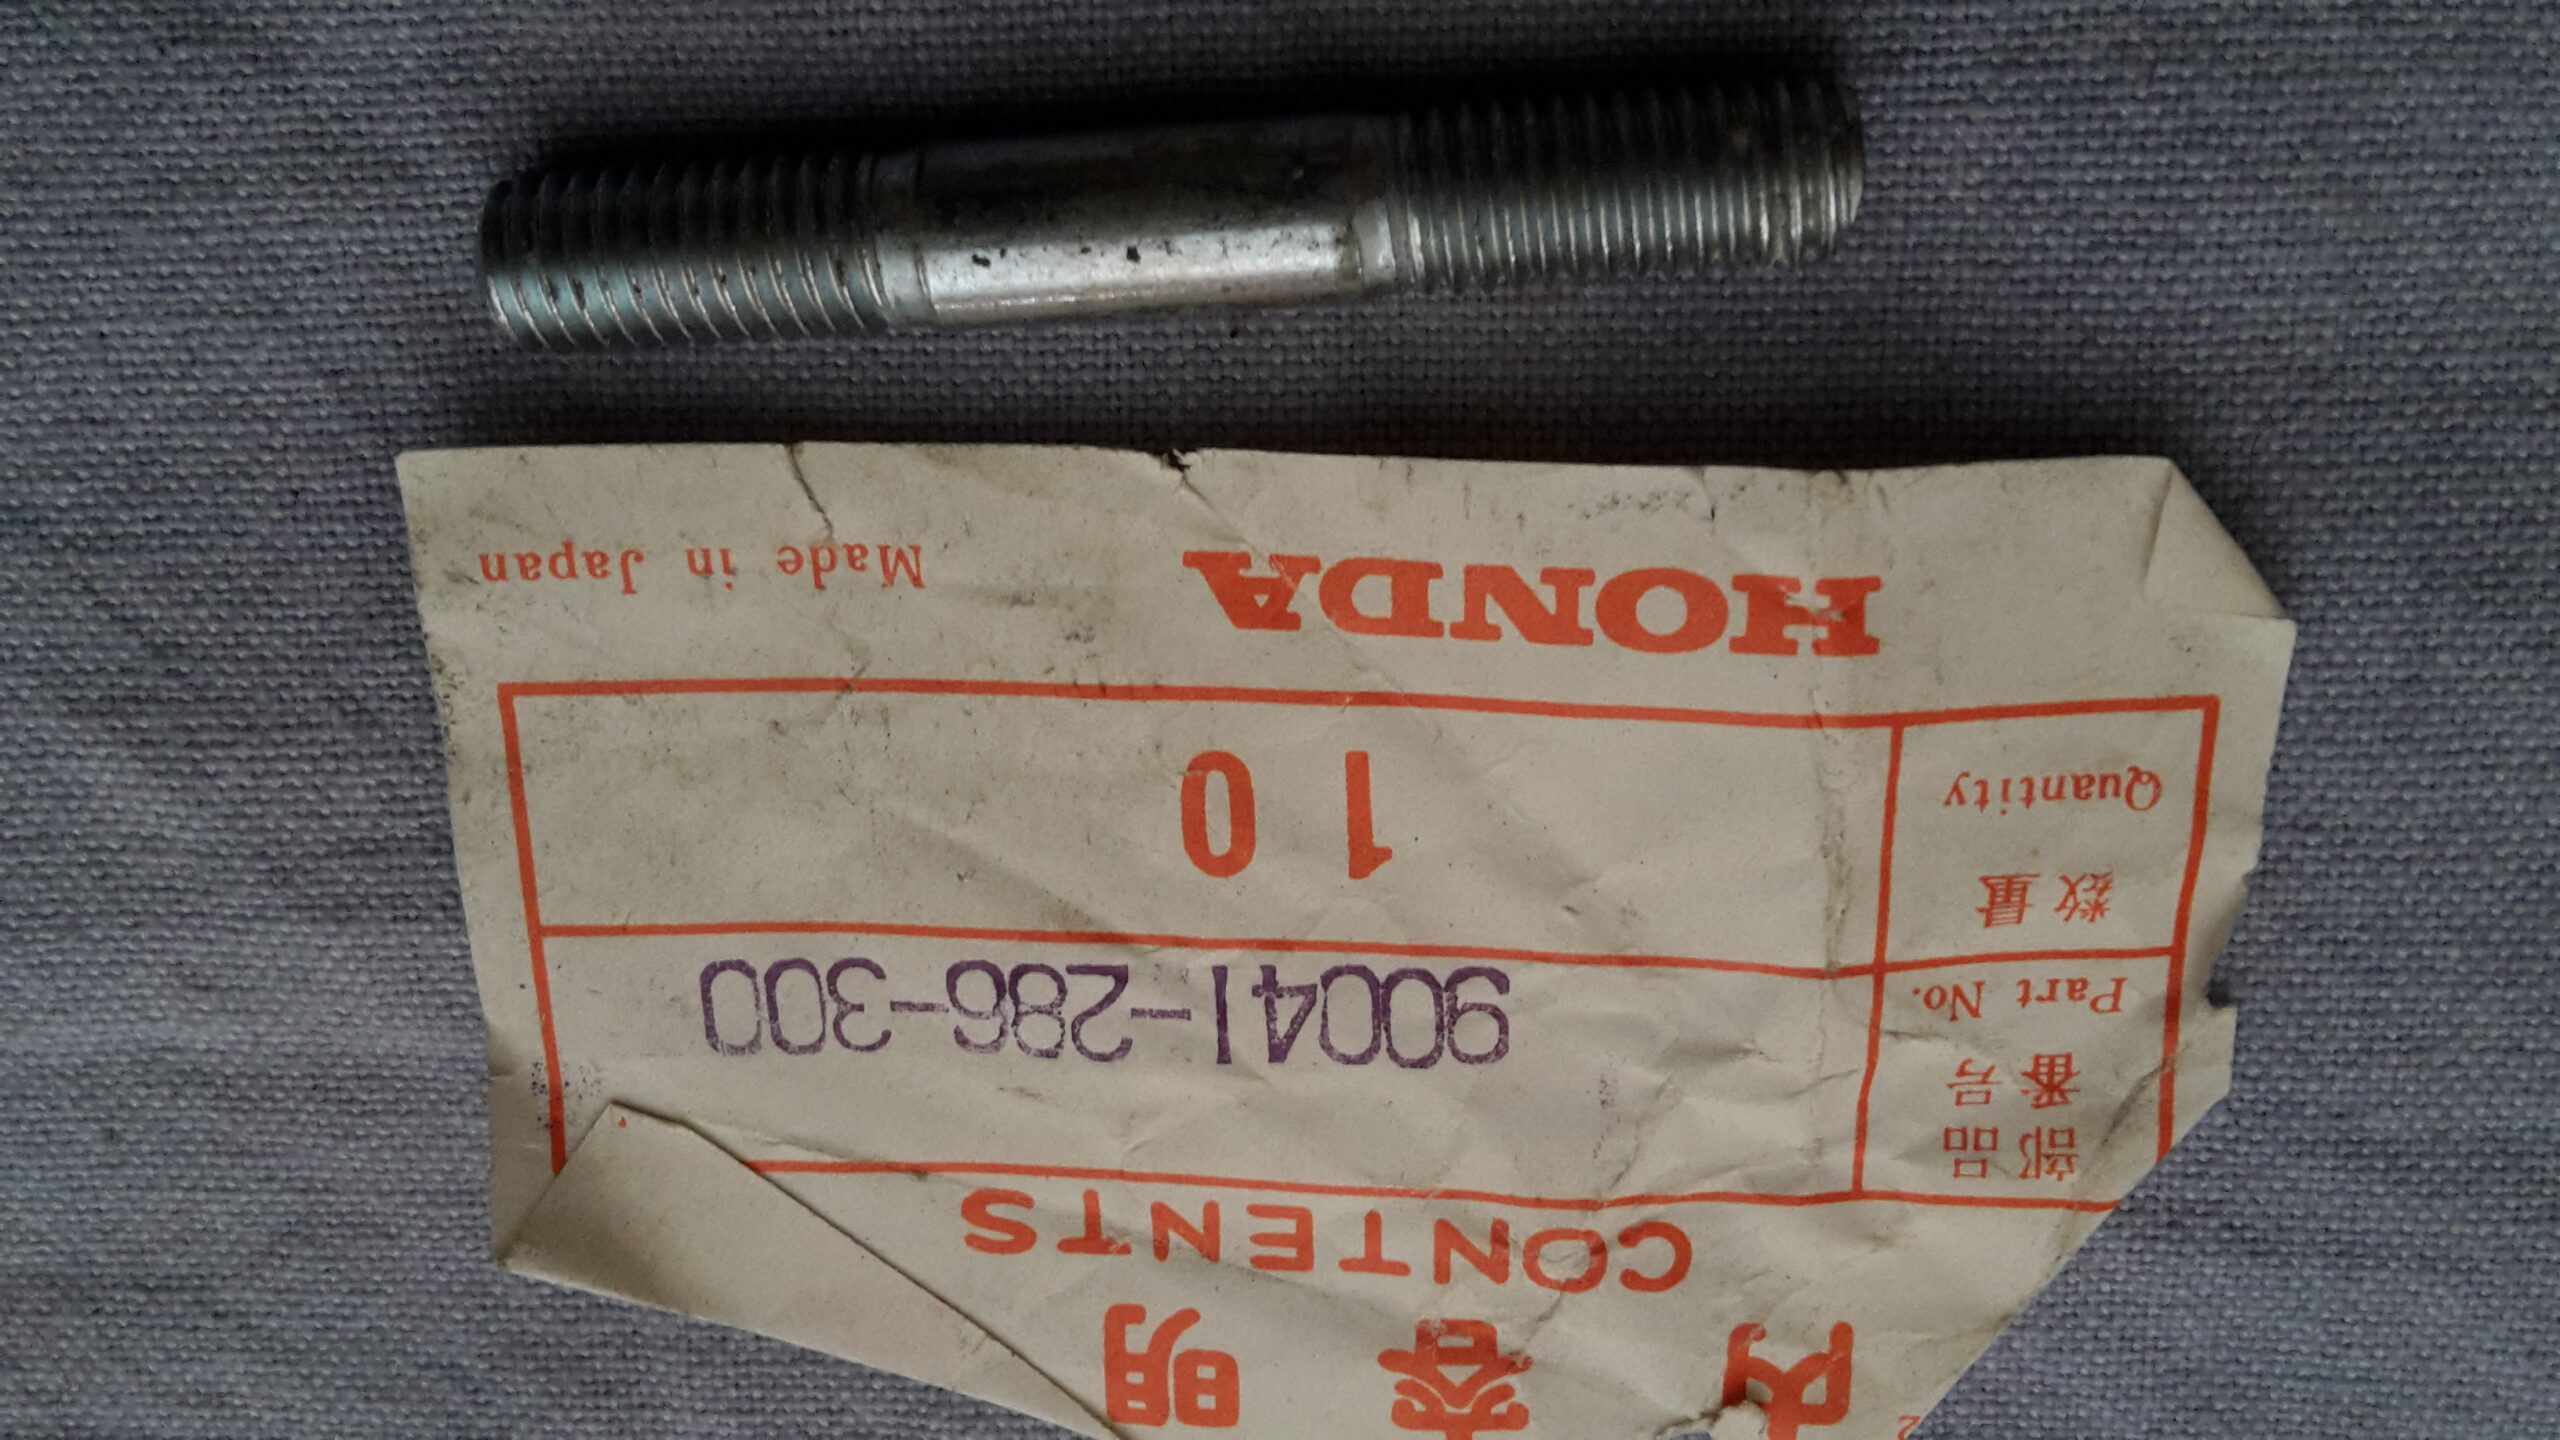 内容明
CONTENTS
部品番号
Part No.
90041-286-300
数量
Quantity
10
HONDA
Made in Japan